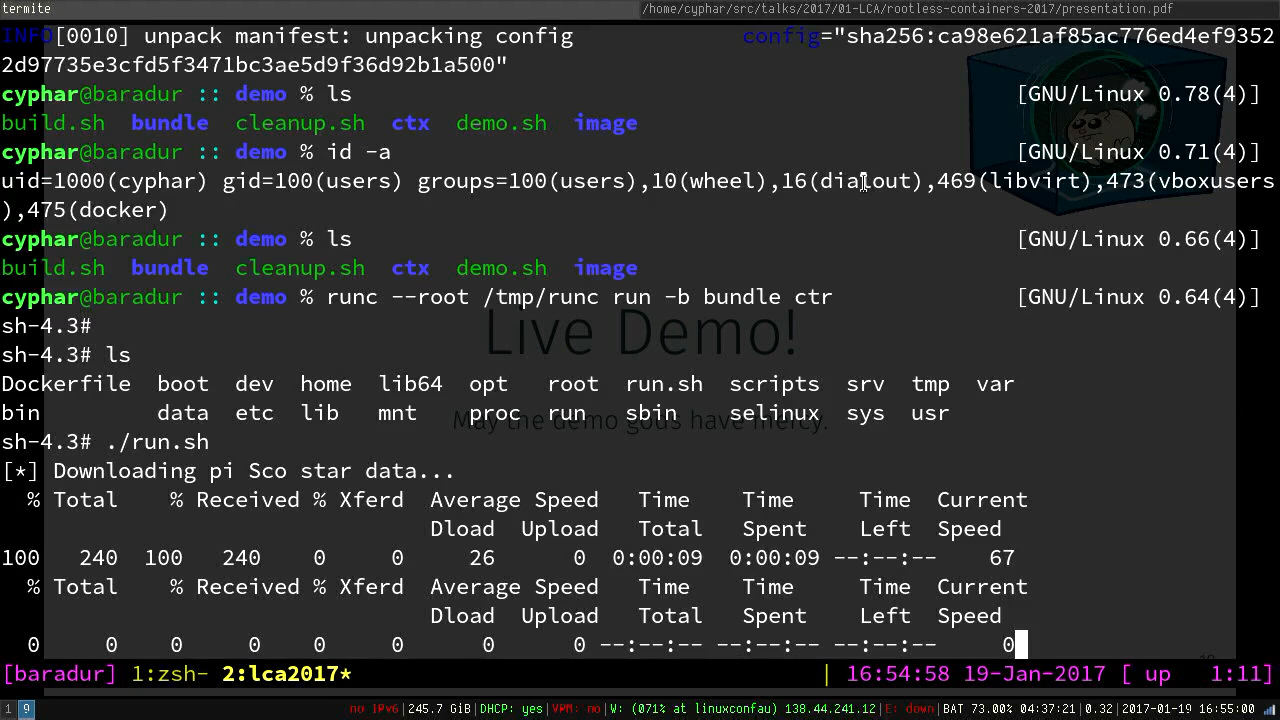 termite /home/cyphar/src/talks/2017/01-LCA/rootless-containers-2017/presentation.pdf
INFO[0010] unpack manifest: unpacking config config="sha256:ca98e621af85ac776ed4ef9352
2d97735e3cfd5f3471bc3ae5d9f36d92b1a500"
cyphar@baradur :: demo % ls [GNU/Linux 0.78(4)]
build.sh bundle cleanup.sh ctx demo.sh image
cyphar@baradur :: demo % id -a [GNU/Linux 0.71(4)]
uid=1000(cyphar) gid=100(users) groups=100(users),10(wheel),16(dialout),469(libvirt),473(vboxusers
),475(docker)
cyphar@baradur :: demo % ls [GNU/Linux 0.66(4)]
build.sh bundle cleanup.sh ctx demo.sh image
cyphar@baradur :: demo % runc --root /tmp/runc run -b bundle ctr [GNU/Linux 0.64(4)]
sh-4.3#
Live Demo!
sh-4.3# ls
Dockerfile boot dev home lib64 opt root run.sh scripts srv tmp var
bin data etc lib mnt proc run sbin selinux sys usr
May the demo gods have mercy.
sh-4.3# ./run.sh
[*] Downloading pi Sco star data...
% Total % Received % Xferd Average Speed Time Time Time Current
Dload Upload Total Spent Left Speed
100 240 100 240 0 0 26 0 0:00:09 0:00:09 --:--:-- 67
% Total % Received % Xferd Average Speed Time Time Time Current
Dload Upload Total Spent Left Speed
0 0 0 0 0 0 0 0 --:--:-- --:--:-- --:--:-- 0
[baradur] 1:zsh- 2:lca2017* | 16:54:58 19-Jan-2017 [ up 1:11]
1 9 no IPv6|245.7 GiB|DHCP: yes|VPM: no|W: (071% at linuxconfau) 138.44.241.12|E: down|BAT 73.00% 04:37:21|0.32|2017-01-19 16:55:00